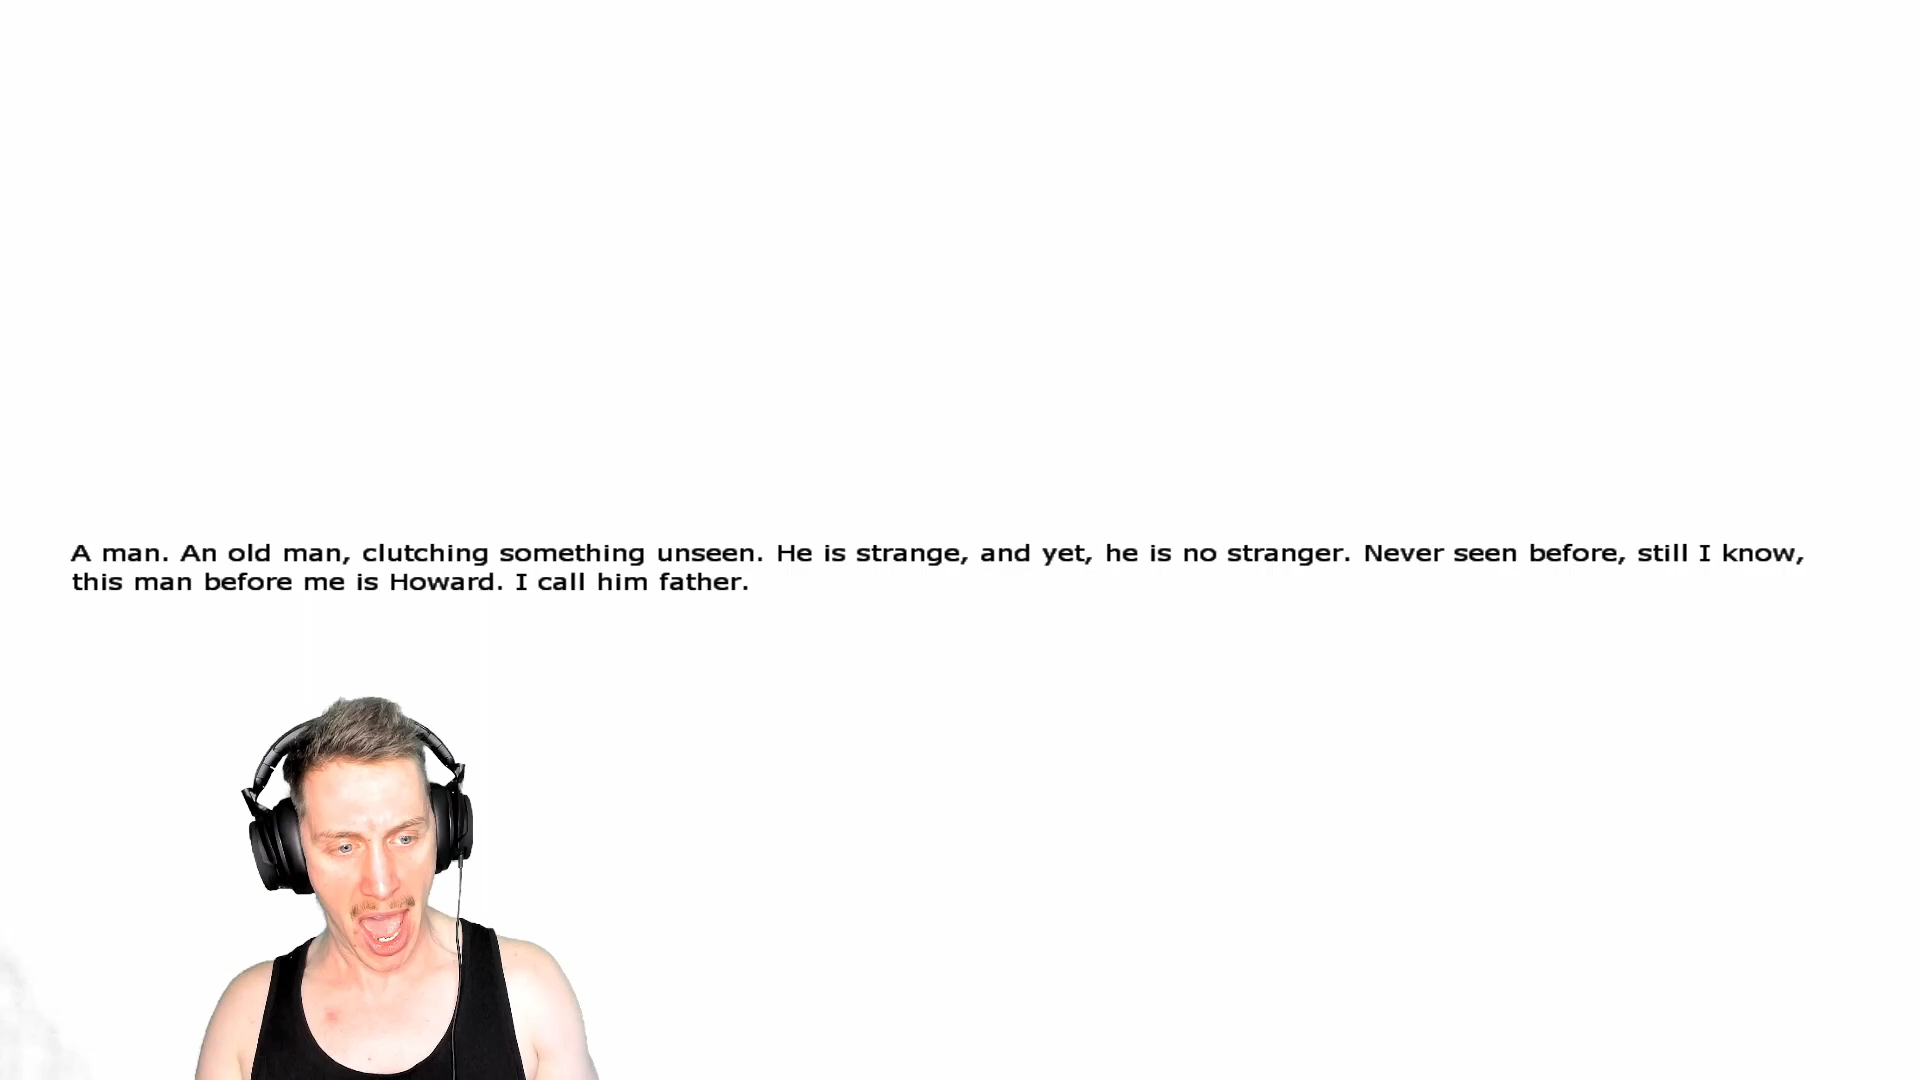 A man. An old man, clutching something unseen. He is strange, and yet, he is no stranger. Never seen before, still I know,
this man before me is Howard. I call him father.